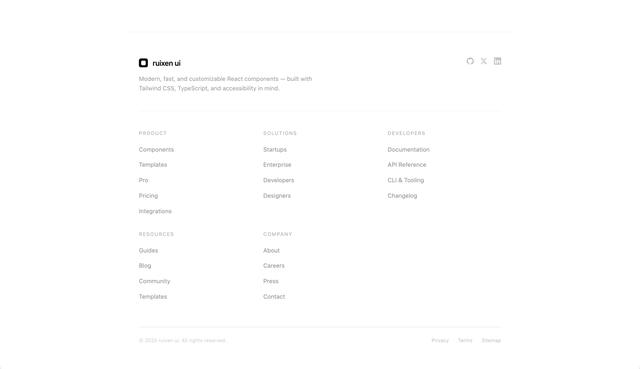 ruixen ui
Modern, fast, and customizable React components — built with
Tailwind CSS, TypeScript, and accessibility in mind.
PRODUCT
Components
Templates
Pro
Pricing
Integrations
SOLUTIONS
Startups
Enterprise
Developers
Designers
DEVELOPERS
Documentation
API Reference
CLI & Tooling
Changelog
RESOURCES
Guides
Blog
Community
Templates
COMPANY
About
Careers
Press
Contact
© ruixen ui. All rights reserved.
Privacy Terms Sitemap